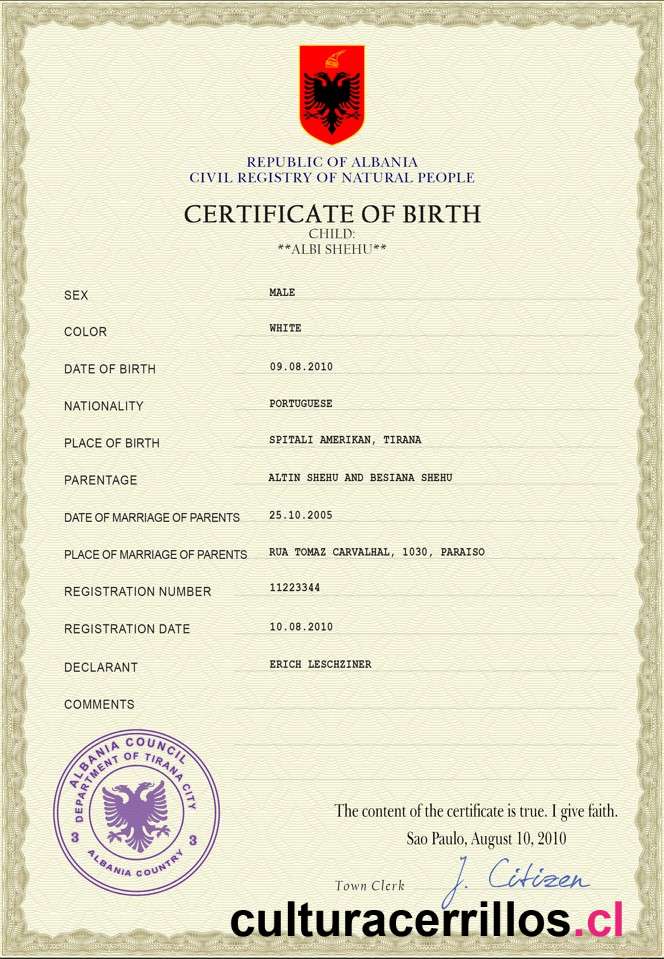 REPUBLIC OF ALBANIA
CIVIL REGISTRY OF NATURAL PEOPLE
CERTIFICATE OF BIRTH
CHILD:
**ALBI SHEHU**
SEX MALE
COLOR WHITE
DATE OF BIRTH 09.08.2010
NATIONALITY PORTUGUESE
PLACE OF BIRTH SPITALI AMERIKAN, TIRANA
PARENTAGE ALTIN SHEHU AND BESIANA SHEHU
DATE OF MARRIAGE OF PARENTS 25.10.2005
PLACE OF MARRIAGE OF PARENTS RUA TOMAZ CARVALHAL, 1030, PARAISO
REGISTRATION NUMBER 11223344
REGISTRATION DATE 10.08.2010
DECLARANT ERICH LESCHZINER
COMMENTS
ALBANIA COUNCIL
DEPARTMENT OF TIRANA CITY
3 3
ALBANIA COUNTRY
The content of the certificate is true. I give faith.
Sao Paulo, August 10, 2010
Town Clerk J. Citizen
culturacerrillos.cl